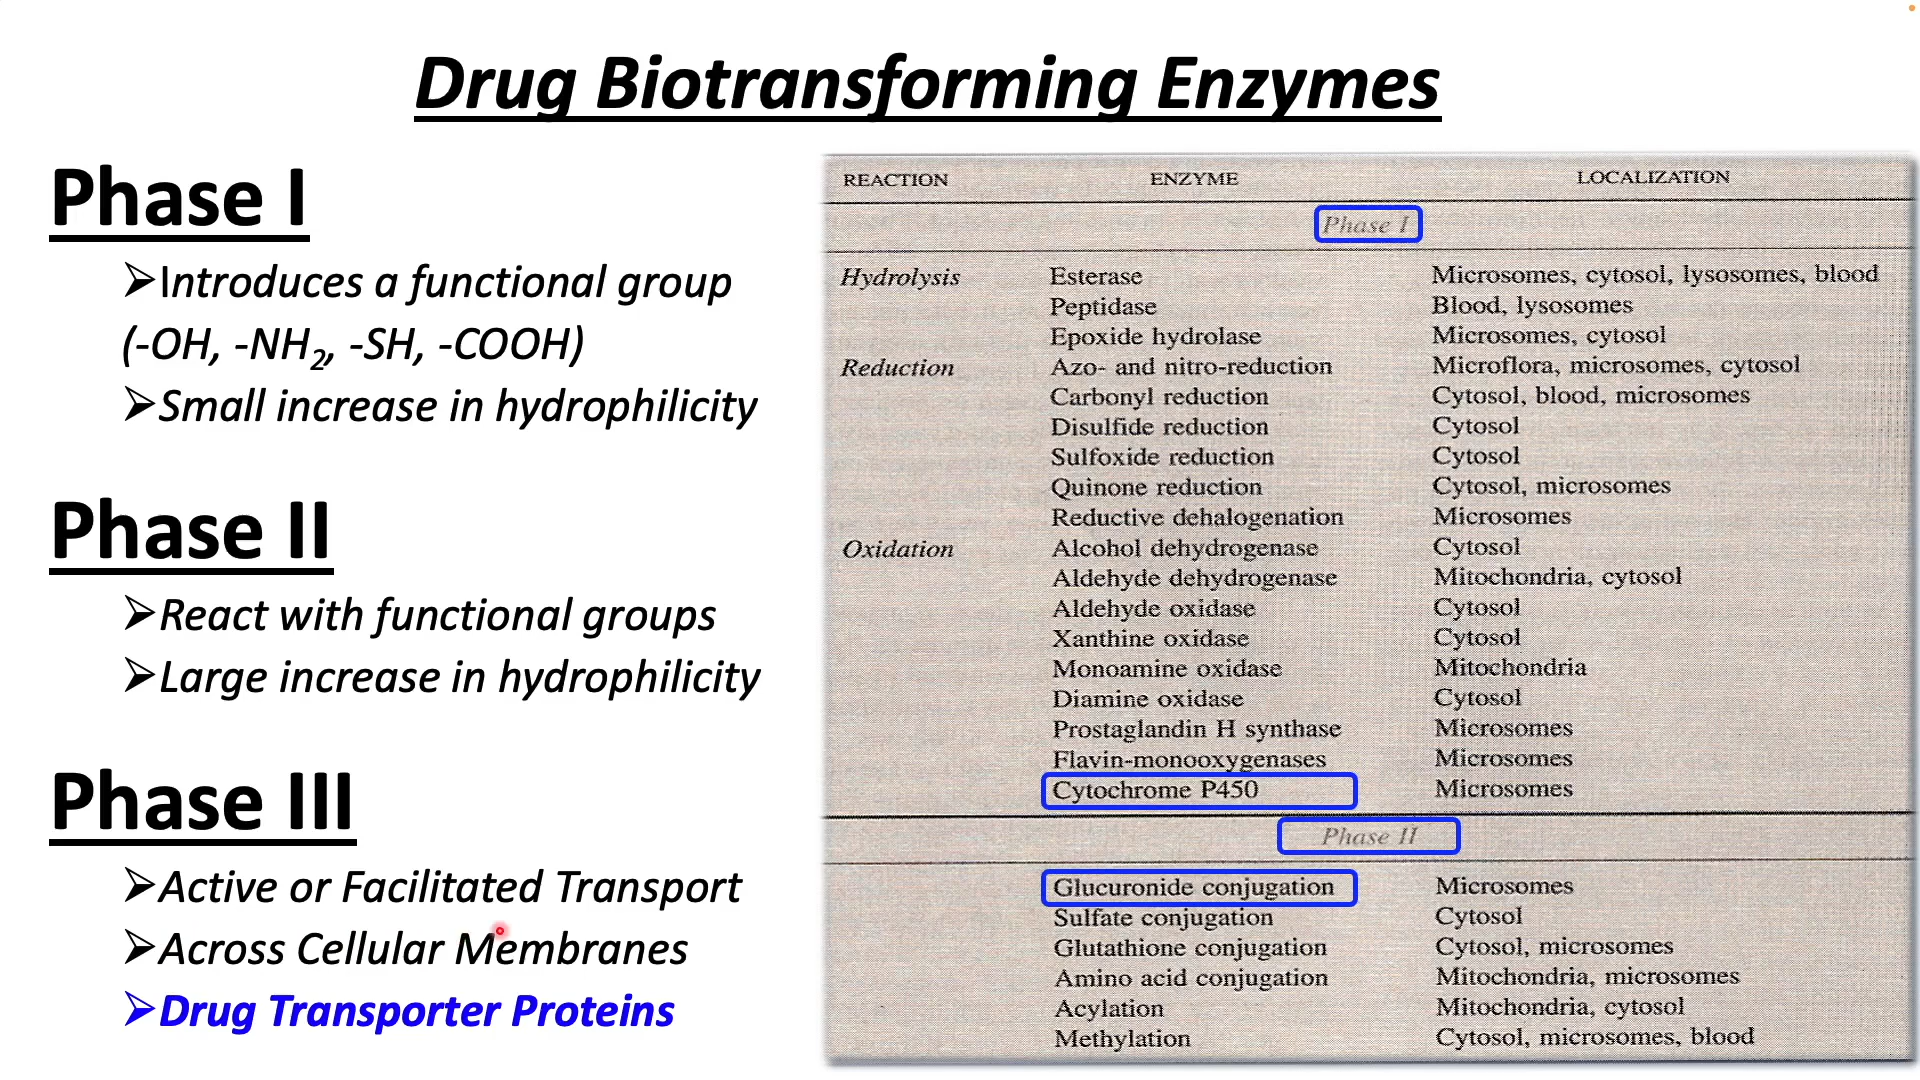 Drug Biotransforming Enzymes
Phase I
➢Introduces a functional group
(-OH, -NH₂, -SH, -COOH)
➢Small increase in hydrophilicity
Phase II
➢React with functional groups
➢Large increase in hydrophilicity
Phase III
➢Active or Facilitated Transport
➢Across Cellular Membranes
➢Drug Transporter Proteins
REACTION ENZYME LOCALIZATION
Phase I
Hydrolysis Esterase Microsomes, cytosol, lysosomes, blood
Peptidase Blood, lysosomes
Epoxide hydrolase Microsomes, cytosol
Reduction Azo- and nitro-reduction Microflora, microsomes, cytosol
Carbonyl reduction Cytosol, blood, microsomes
Disulfide reduction Cytosol
Sulfoxide reduction Cytosol
Quinone reduction Cytosol, microsomes
Reductive dehalogenation Microsomes
Oxidation Alcohol dehydrogenase Cytosol
Aldehyde dehydrogenase Mitochondria, cytosol
Aldehyde oxidase Cytosol
Xanthine oxidase Cytosol
Monoamine oxidase Mitochondria
Diamine oxidase Cytosol
Prostaglandin H synthase Microsomes
Flavin-monooxygenases Microsomes
Cytochrome P450 Microsomes
Phase II
Glucuronide conjugation Microsomes
Sulfate conjugation Cytosol
Glutathione conjugation Cytosol, microsomes
Amino acid conjugation Mitochondria, microsomes
Acylation Mitochondria, cytosol
Methylation Cytosol, microsomes, blood